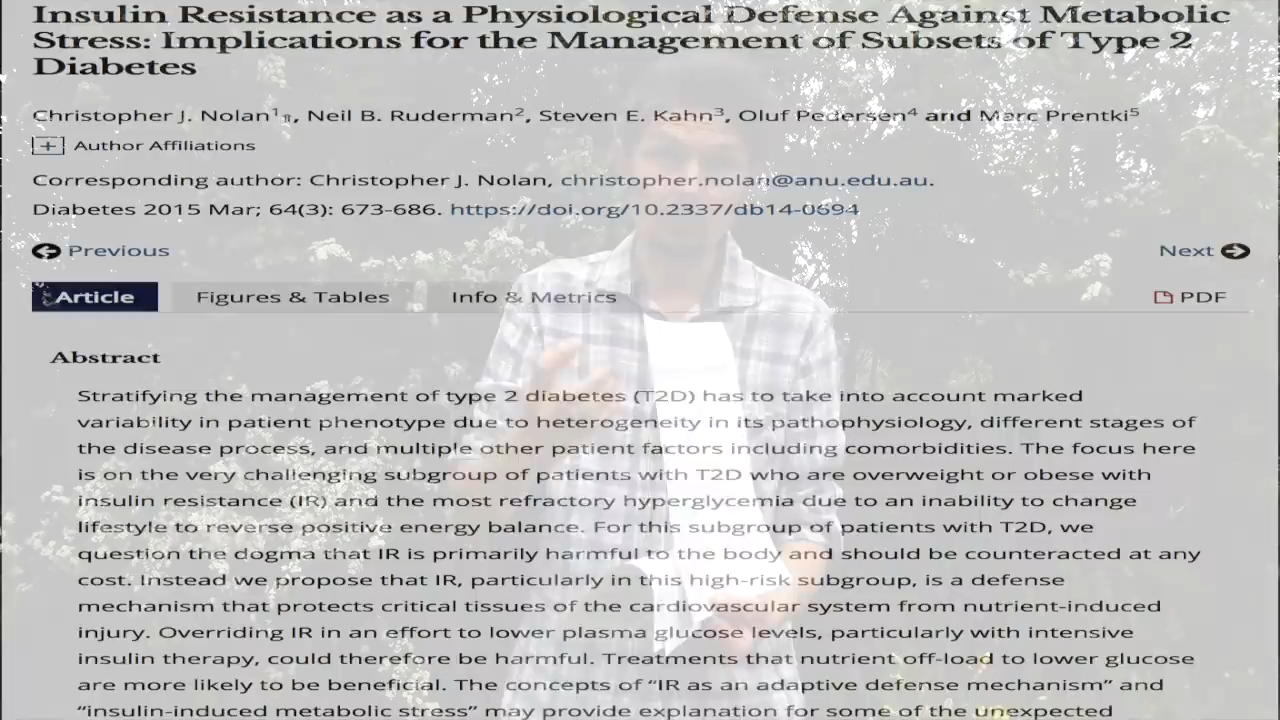 Insulin Resistance as a Physiological Defense Against Metabolic
Stress: Implications for the Management of Subsets of Type 2
Diabetes
Christopher J. Nolan1, Neil B. Ruderman2, Steven E. Kahn3, Oluf Pedersen4 and Marc Prentki5
+ Author Affiliations
Corresponding author: Christopher J. Nolan, christopher.nolan@anu.edu.au.
Diabetes 2015 Mar; 64(3): 673-686. https://doi.org/10.2337/db14-0694
Previous
Next
Article
Figures & Tables
Info & Metrics
PDF
Abstract
Stratifying the management of type 2 diabetes (T2D) has to take into account marked
variability in patient phenotype due to heterogeneity in its pathophysiology, different stages of
the disease process, and multiple other patient factors including comorbidities. The focus here
is on the very challenging subgroup of patients with T2D who are overweight or obese with
insulin resistance (IR) and the most refractory hyperglycemia due to an inability to change
lifestyle to reverse positive energy balance. For this subgroup of patients with T2D, we
question the dogma that IR is primarily harmful to the body and should be counteracted at any
cost. Instead we propose that IR, particularly in this high-risk subgroup, is a defense
mechanism that protects critical tissues of the cardiovascular system from nutrient-induced
injury. Overriding IR in an effort to lower plasma glucose levels, particularly with intensive
insulin therapy, could therefore be harmful. Treatments that nutrient off-load to lower glucose
are more likely to be beneficial. The concepts of “IR as an adaptive defense mechanism” and
“insulin-induced metabolic stress” may provide explanation for some of the unexpected